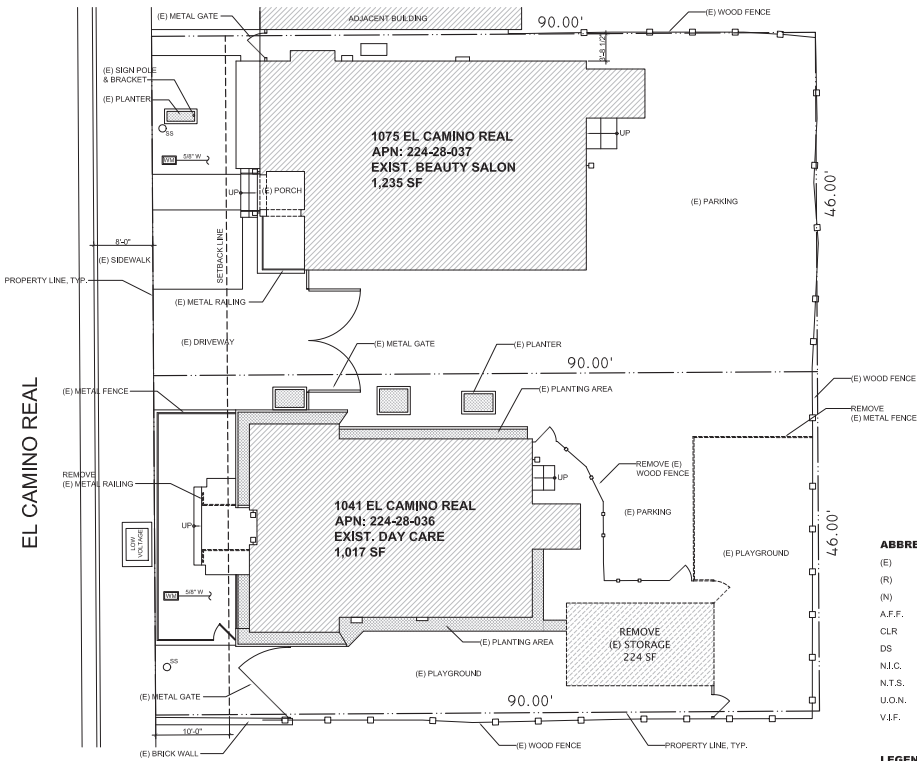 (E) METAL GATE
ADJACENT BUILDING
90.00'
(E) WOOD FENCE
3'-8 1/2"
(E) SIGN POLE
& BRACKET
(E) PLANTER
SS
WM
5/8" W
1075 EL CAMINO REAL
APN: 224-28-037
EXIST. BEAUTY SALON
1,235 SF
UP
UP
(E) PORCH
(E) PARKING
46.00'
8'-0"
(E) SIDEWALK
SETBACK LINE
PROPERTY LINE, TYP.
(E) METAL RAILING
(E) DRIVEWAY
(E) METAL GATE
(E) PLANTER
90.00'
(E) PLANTING AREA
(E) WOOD FENCE
(E) METAL FENCE
REMOVE
(E) METAL FENCE
EL CAMINO REAL
REMOVE
(E) METAL RAILING
UP
LOW
VOLTAGE
WM
5/8" W
1041 EL CAMINO REAL
APN: 224-28-036
EXIST. DAY CARE
1,017 SF
UP
REMOVE (E)
WOOD FENCE
(E) PARKING
(E) PLAYGROUND
46.00'
REMOVE
(E) STORAGE
224 SF
(E) PLANTING AREA
SS
(E) PLAYGROUND
(E) METAL GATE
90.00'
10'-0"
(E) BRICK WALL
(E) WOOD FENCE
PROPERTY LINE, TYP.
ABBRE
(E)
(R)
(N)
A.F.F.
CLR
DS
N.I.C.
N.T.S.
U.O.N.
V.I.F.
LEGEN